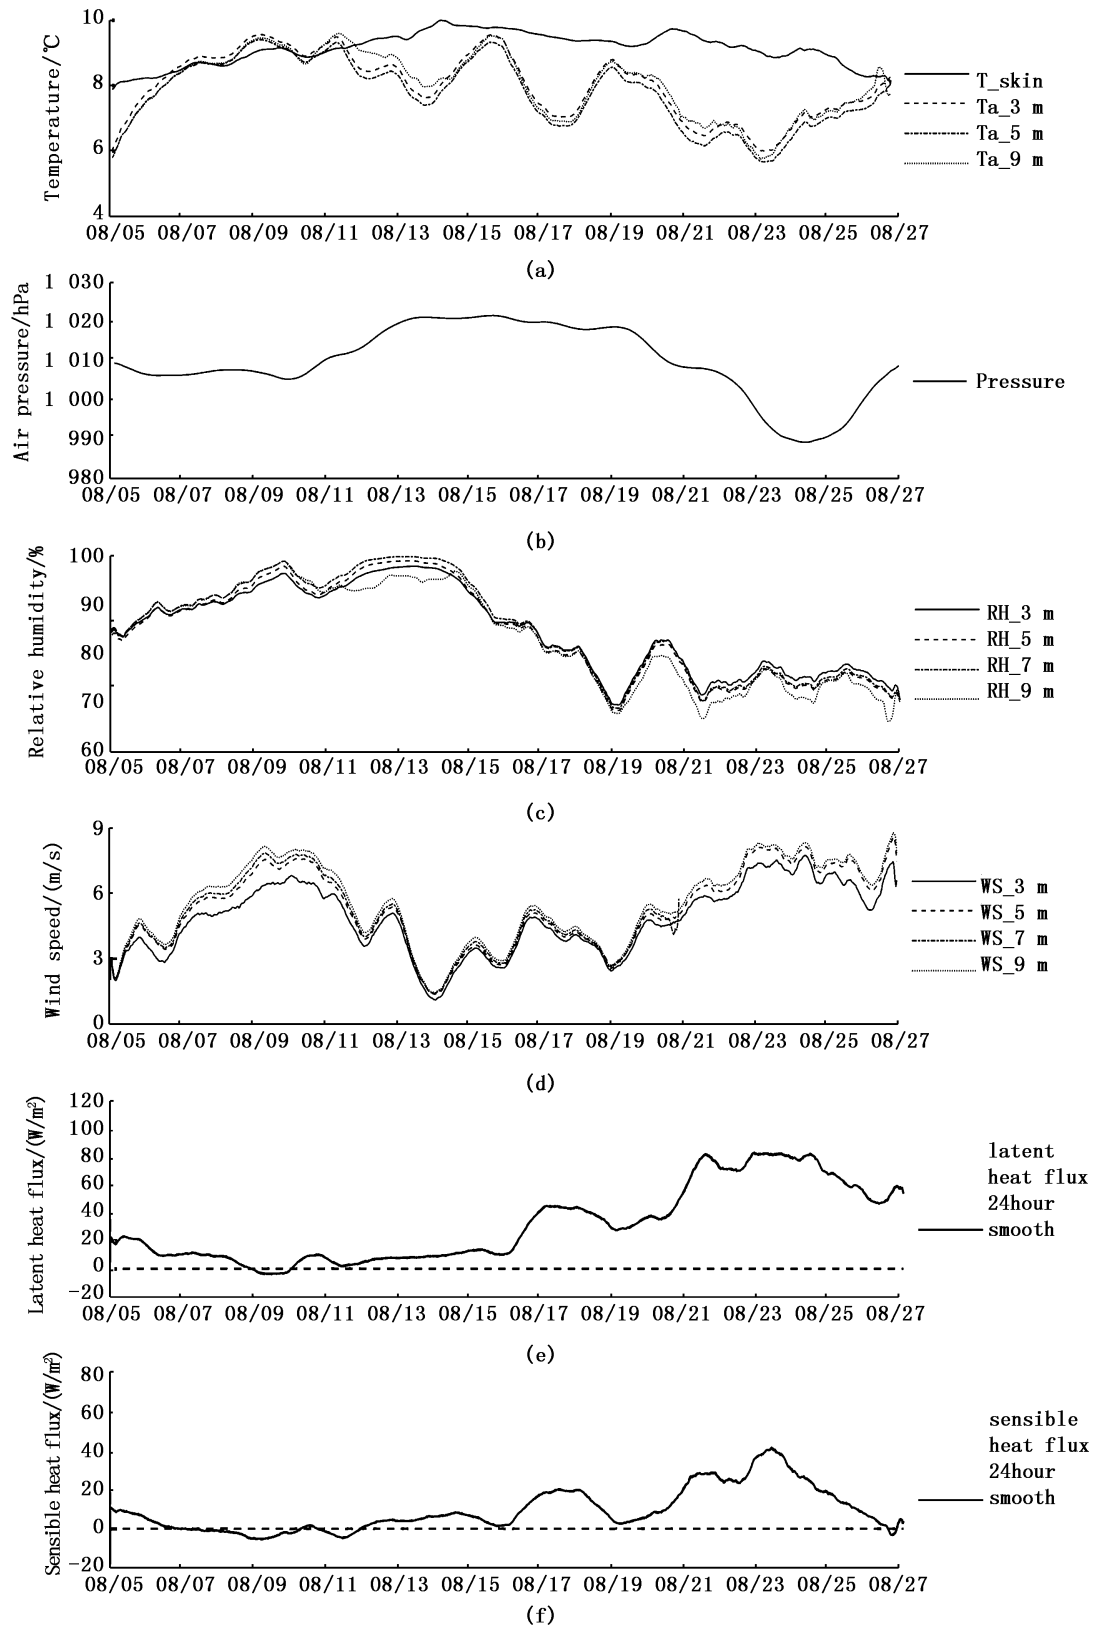 10
8
6
4
Temperature/℃
T_skin
Ta_3 m
Ta_5 m
Ta_9 m
08/05 08/07 08/09 08/11 08/13 08/15 08/17 08/19 08/21 08/23 08/25 08/27
(a)
1 030
1 020
1 010
1 000
990
980
Air pressure/hPa
Pressure
08/05 08/07 08/09 08/11 08/13 08/15 08/17 08/19 08/21 08/23 08/25 08/27
(b)
100
90
80
70
60
Relative humidity/%
RH_3 m
RH_5 m
RH_7 m
RH_9 m
08/05 08/07 08/09 08/11 08/13 08/15 08/17 08/19 08/21 08/23 08/25 08/27
(c)
9
6
3
0
Wind speed/(m/s)
WS_3 m
WS_5 m
WS_7 m
WS_9 m
08/05 08/07 08/09 08/11 08/13 08/15 08/17 08/19 08/21 08/23 08/25 08/27
(d)
120
100
80
60
40
20
0
-20
Latent heat flux/(W/m²)
latent
heat flux
24hour
smooth
08/05 08/07 08/09 08/11 08/13 08/15 08/17 08/19 08/21 08/23 08/25 08/27
(e)
80
60
40
20
0
-20
Sensible heat flux/(W/m²)
sensible
heat flux
24hour
smooth
08/05 08/07 08/09 08/11 08/13 08/15 08/17 08/19 08/21 08/23 08/25 08/27
(f)